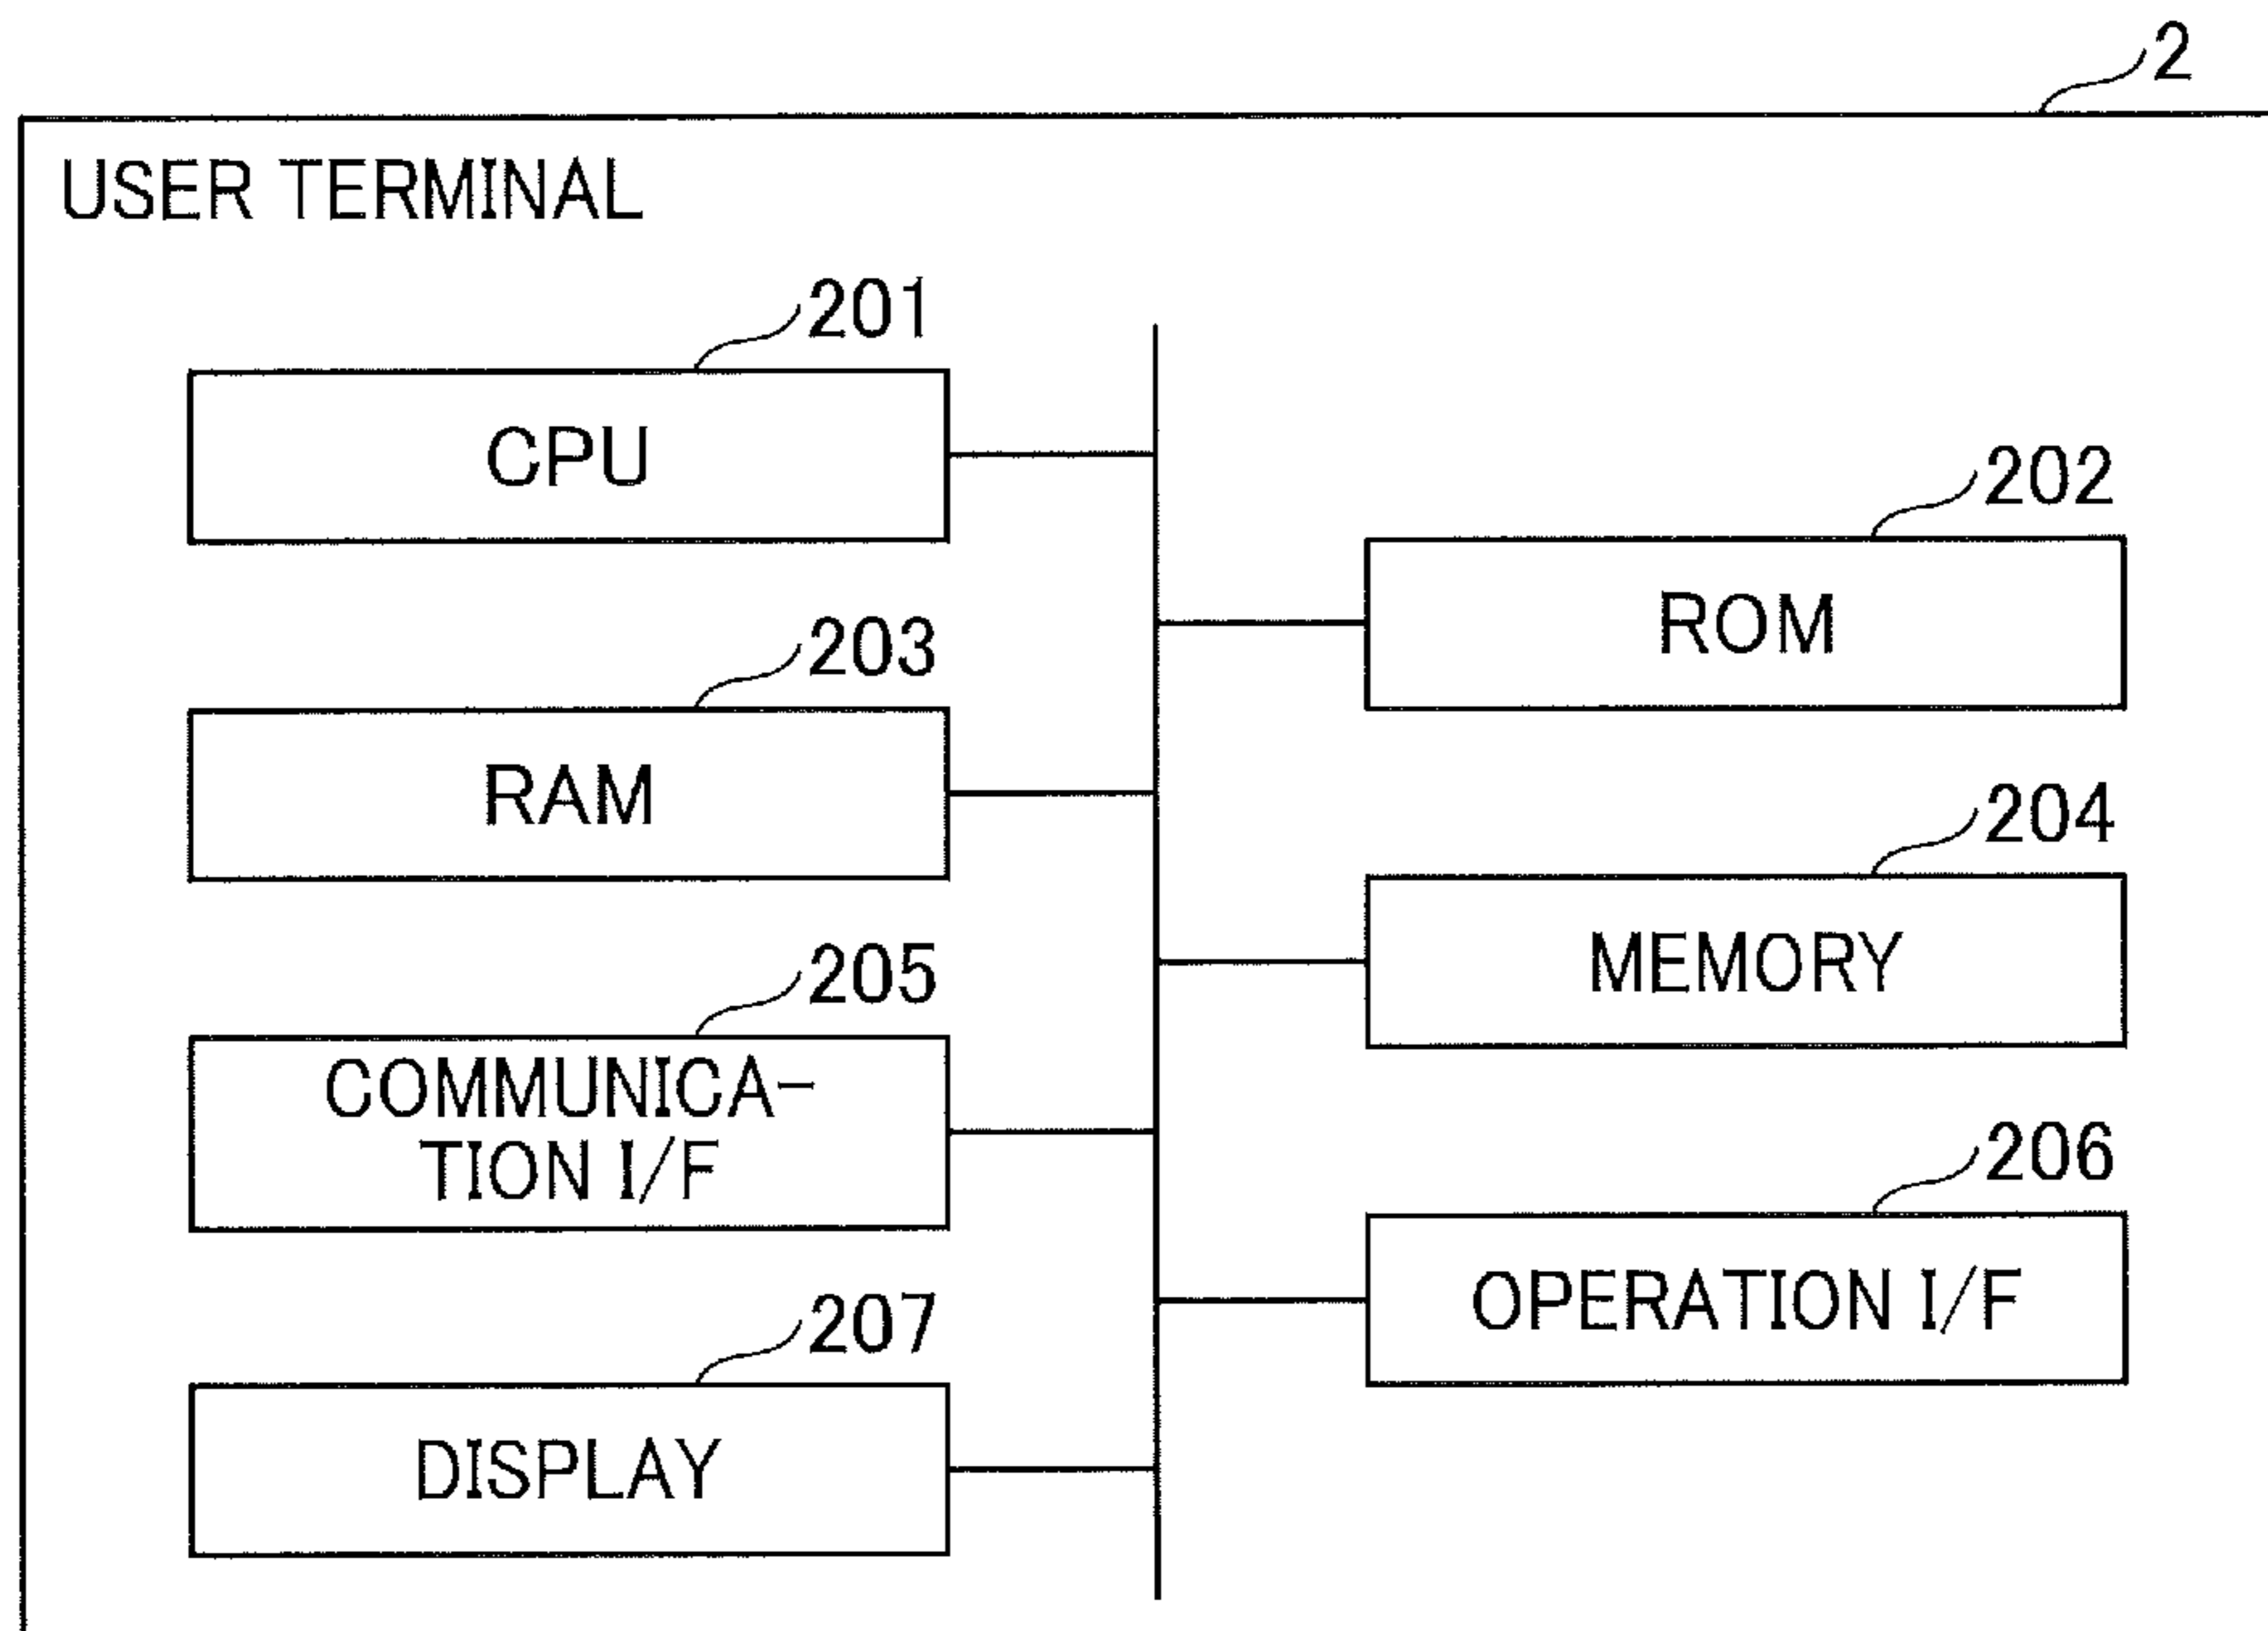 2
USER TERMINAL
201
CPU
202
ROM
203
RAM
204
MEMORY
205
COMMUNICA-
TION I/F
206
OPERATION I/F
207
DISPLAY